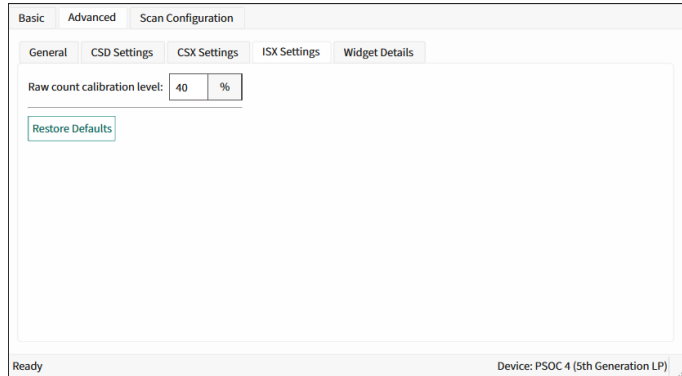 Basic Advanced Scan Configuration
General CSD Settings CSX Settings ISX Settings Widget Details
Raw count calibration level: 40 %
Restore Defaults
Ready Device: PSOC 4 (5th Generation LP)